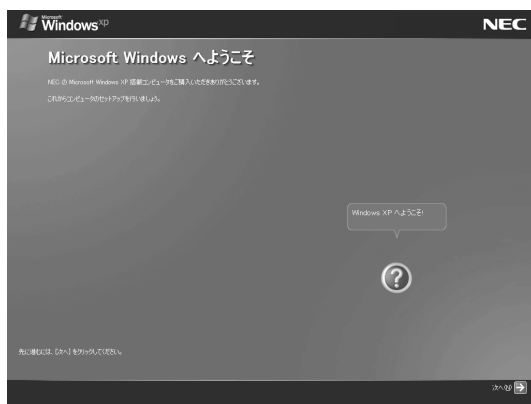 Microsoft
Windows xp
NEC
Microsoft Windows へようこそ
NEC の Microsoft Windows XP 搭載コンピュータをご購入いただきありがとうございます。
これからコンピュータのセットアップを行いましょう。
Windows XP へようこそ!
?
先に進むには、[次へ] をクリックしてください。
次へ(N)